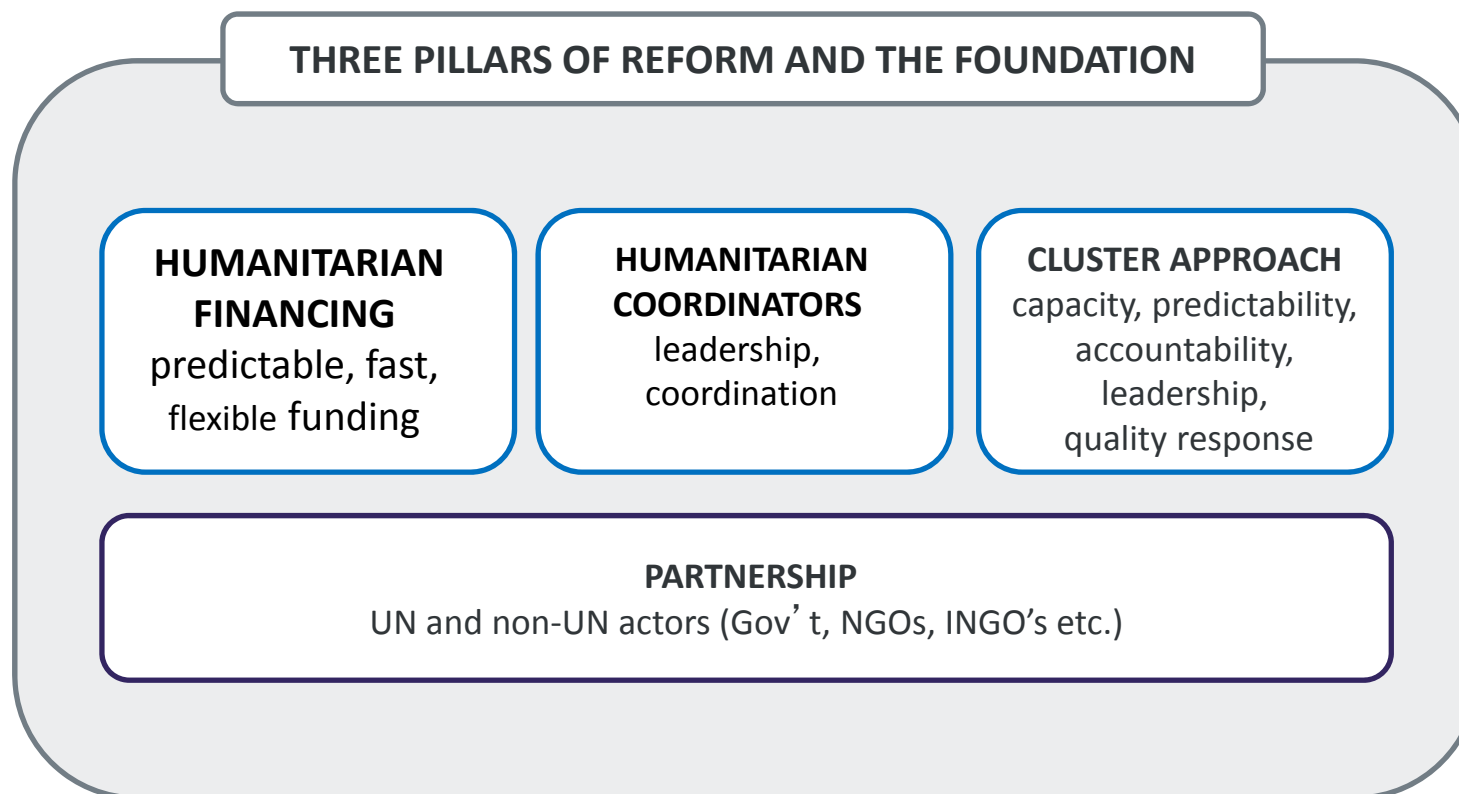 THREE PILLARS OF REFORM AND THE FOUNDATION
HUMANITARIAN
FINANCING
predictable, fast,
flexible funding
HUMANITARIAN
COORDINATORS
leadership,
coordination
CLUSTER APPROACH
capacity, predictability,
accountability,
leadership,
quality response
PARTNERSHIP
UN and non-UN actors (Gov’ t, NGOs, INGO’s etc.)